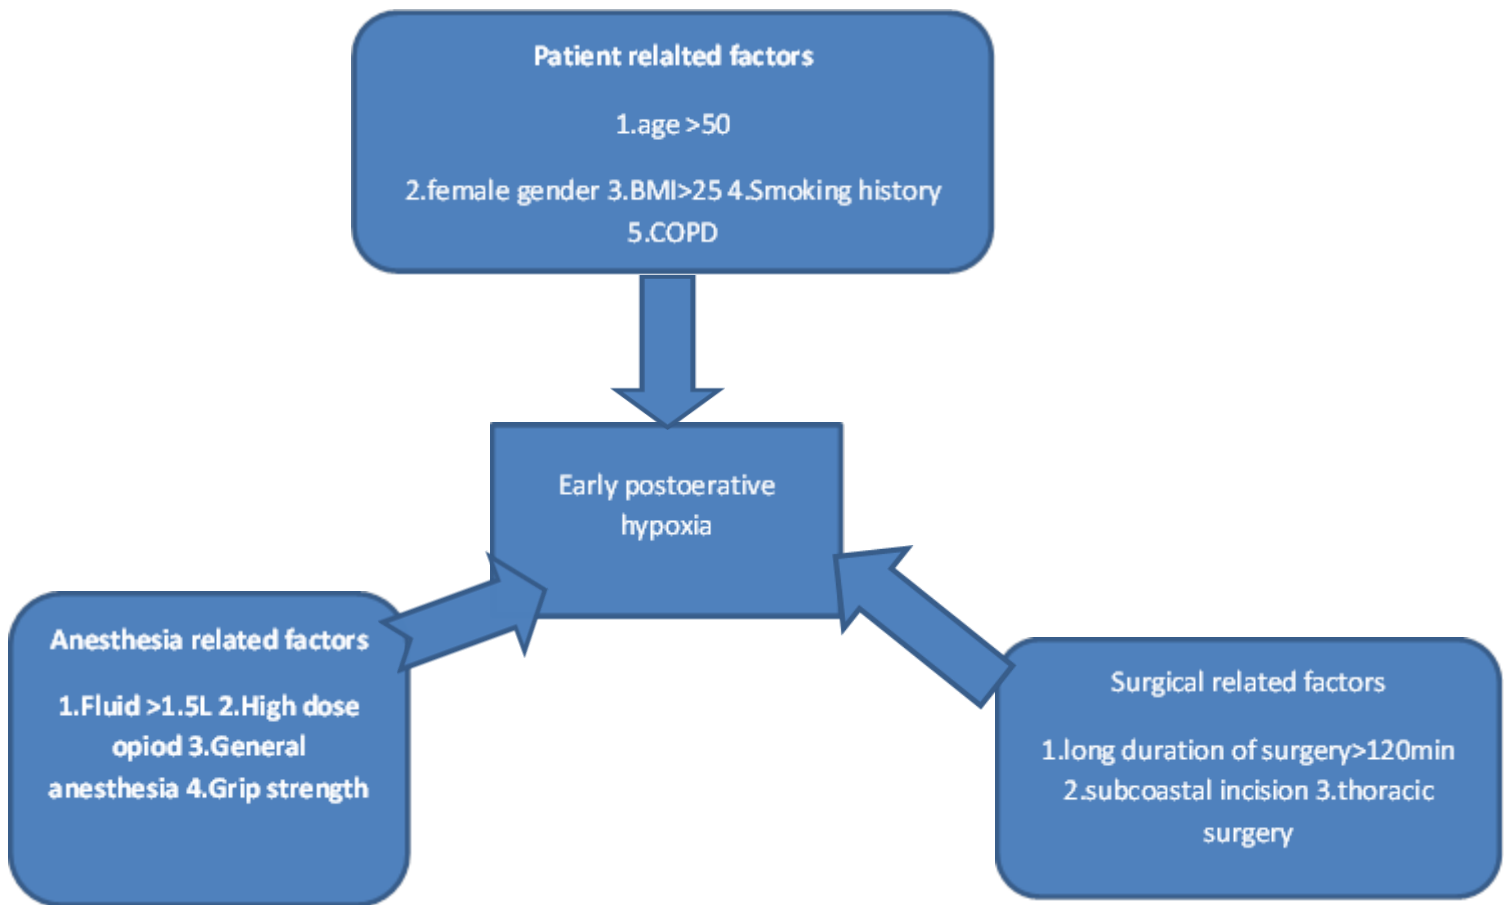 Patient relalted factors
1.age >50
2.female gender 3.BMI>25 4.Smoking history
5.COPD
Early postoerative
hypoxia
Anesthesia related factors
1.Fluid >1.5L 2.High dose
opiod 3.General
anesthesia 4.Grip strength
Surgical related factors
1.long duration of surgery>120min
2.subcoastal incision 3.thoracic
surgery